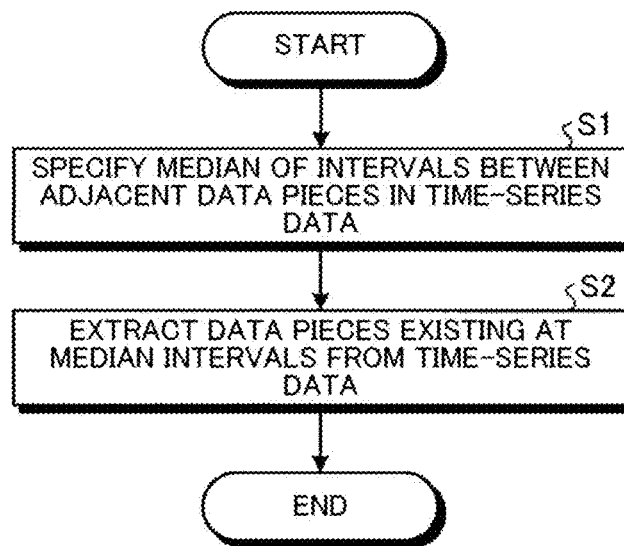 START
S1
SPECIFY MEDIAN OF INTERVALS BETWEEN
ADJACENT DATA PIECES IN TIME-SERIES
DATA
S2
EXTRACT DATA PIECES EXISTING AT
MEDIAN INTERVALS FROM TIME-SERIES
DATA
END